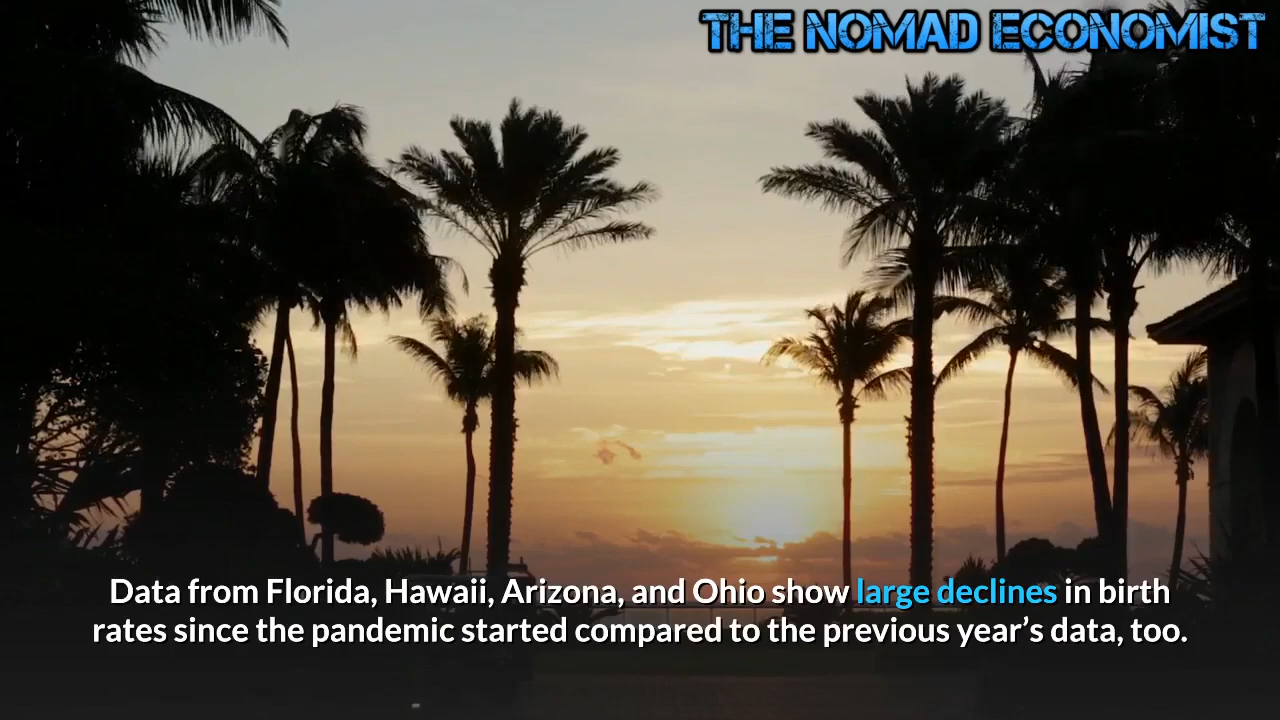 THE NOMAD ECONOMIST
Data from Florida, Hawaii, Arizona, and Ohio show large declines in birth
rates since the pandemic started compared to the previous year’s data, too.